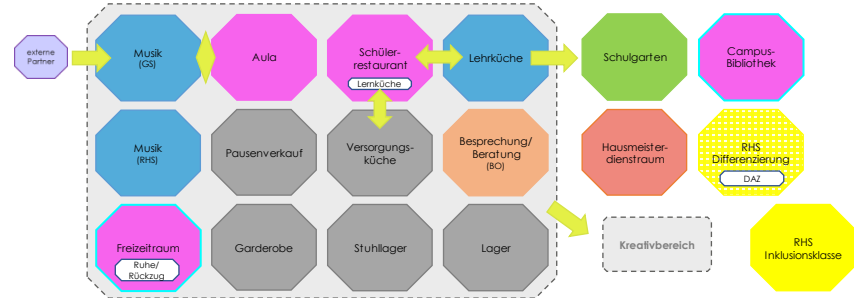 externe
Partner
Musik
(GS)
Aula
Schüler-
restaurant
Lernküche
Lehrküche
Schulgarten
Campus-
Bibliothek
Musik
(RHS)
Pausenverkauf
Versorgungs-
küche
Besprechung/
Beratung
(BO)
Hausmeister-
dienstraum
RHS
Differenzierung
DAZ
Freizeitraum
Ruhe/
Rückzug
Garderobe
Stuhllager
Lager
Kreativbereich
RHS
Inklusionsklasse